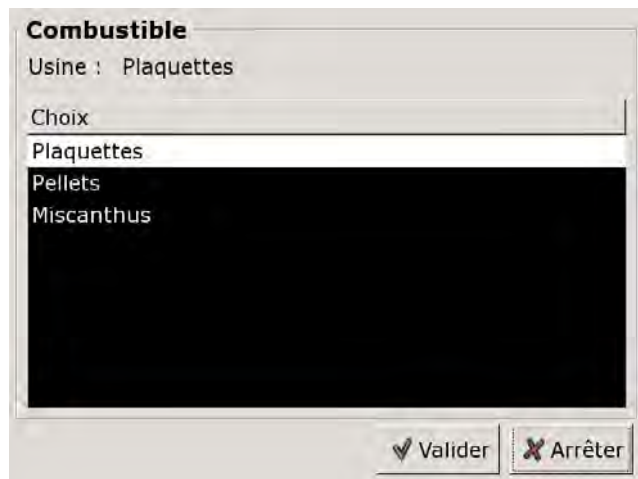 Combustible
Usine : Plaquettes
Choix
Plaquettes
Pellets
Miscanthus
Valider
Arrêter